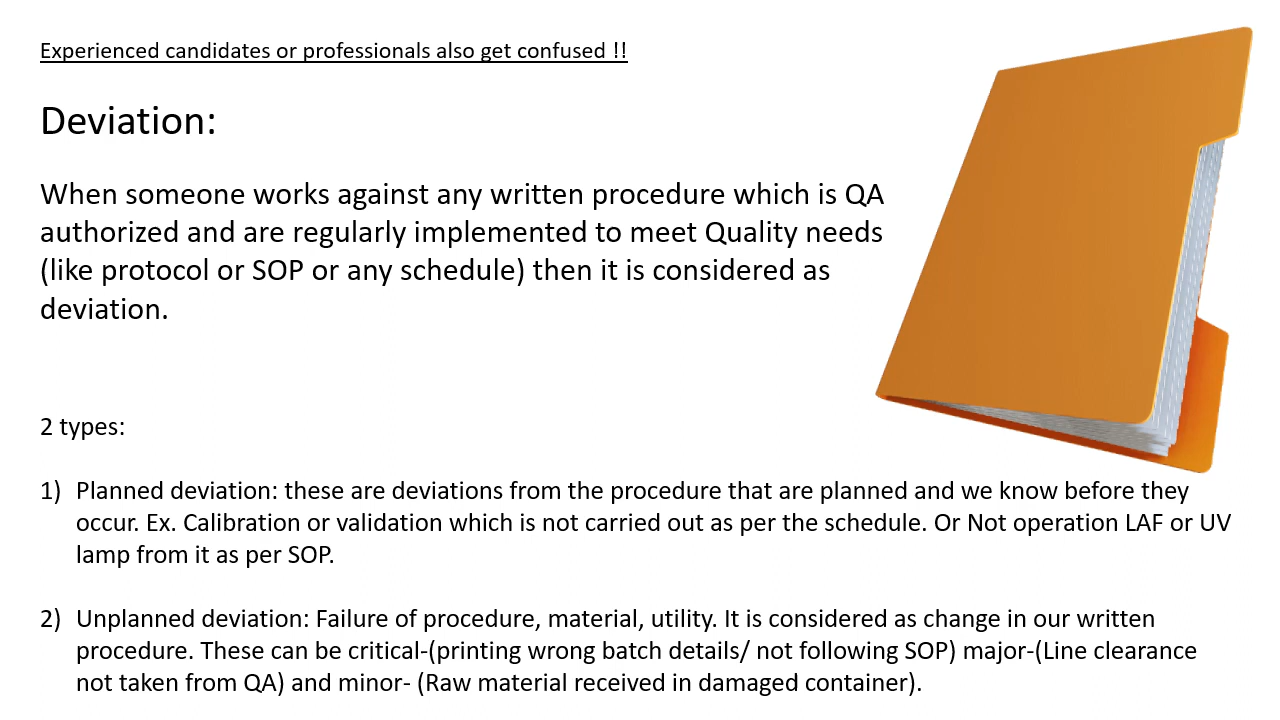 Experienced candidates or professionals also get confused !!
Deviation:
When someone works against any written procedure which is QA
authorized and are regularly implemented to meet Quality needs
(like protocol or SOP or any schedule) then it is considered as
deviation.
2 types:
1) Planned deviation: these are deviations from the procedure that are planned and we know before they
occur. Ex. Calibration or validation which is not carried out as per the schedule. Or Not operation LAF or UV
lamp from it as per SOP.
2) Unplanned deviation: Failure of procedure, material, utility. It is considered as change in our written
procedure. These can be critical-(printing wrong batch details/ not following SOP) major-(Line clearance
not taken from QA) and minor- (Raw material received in damaged container).